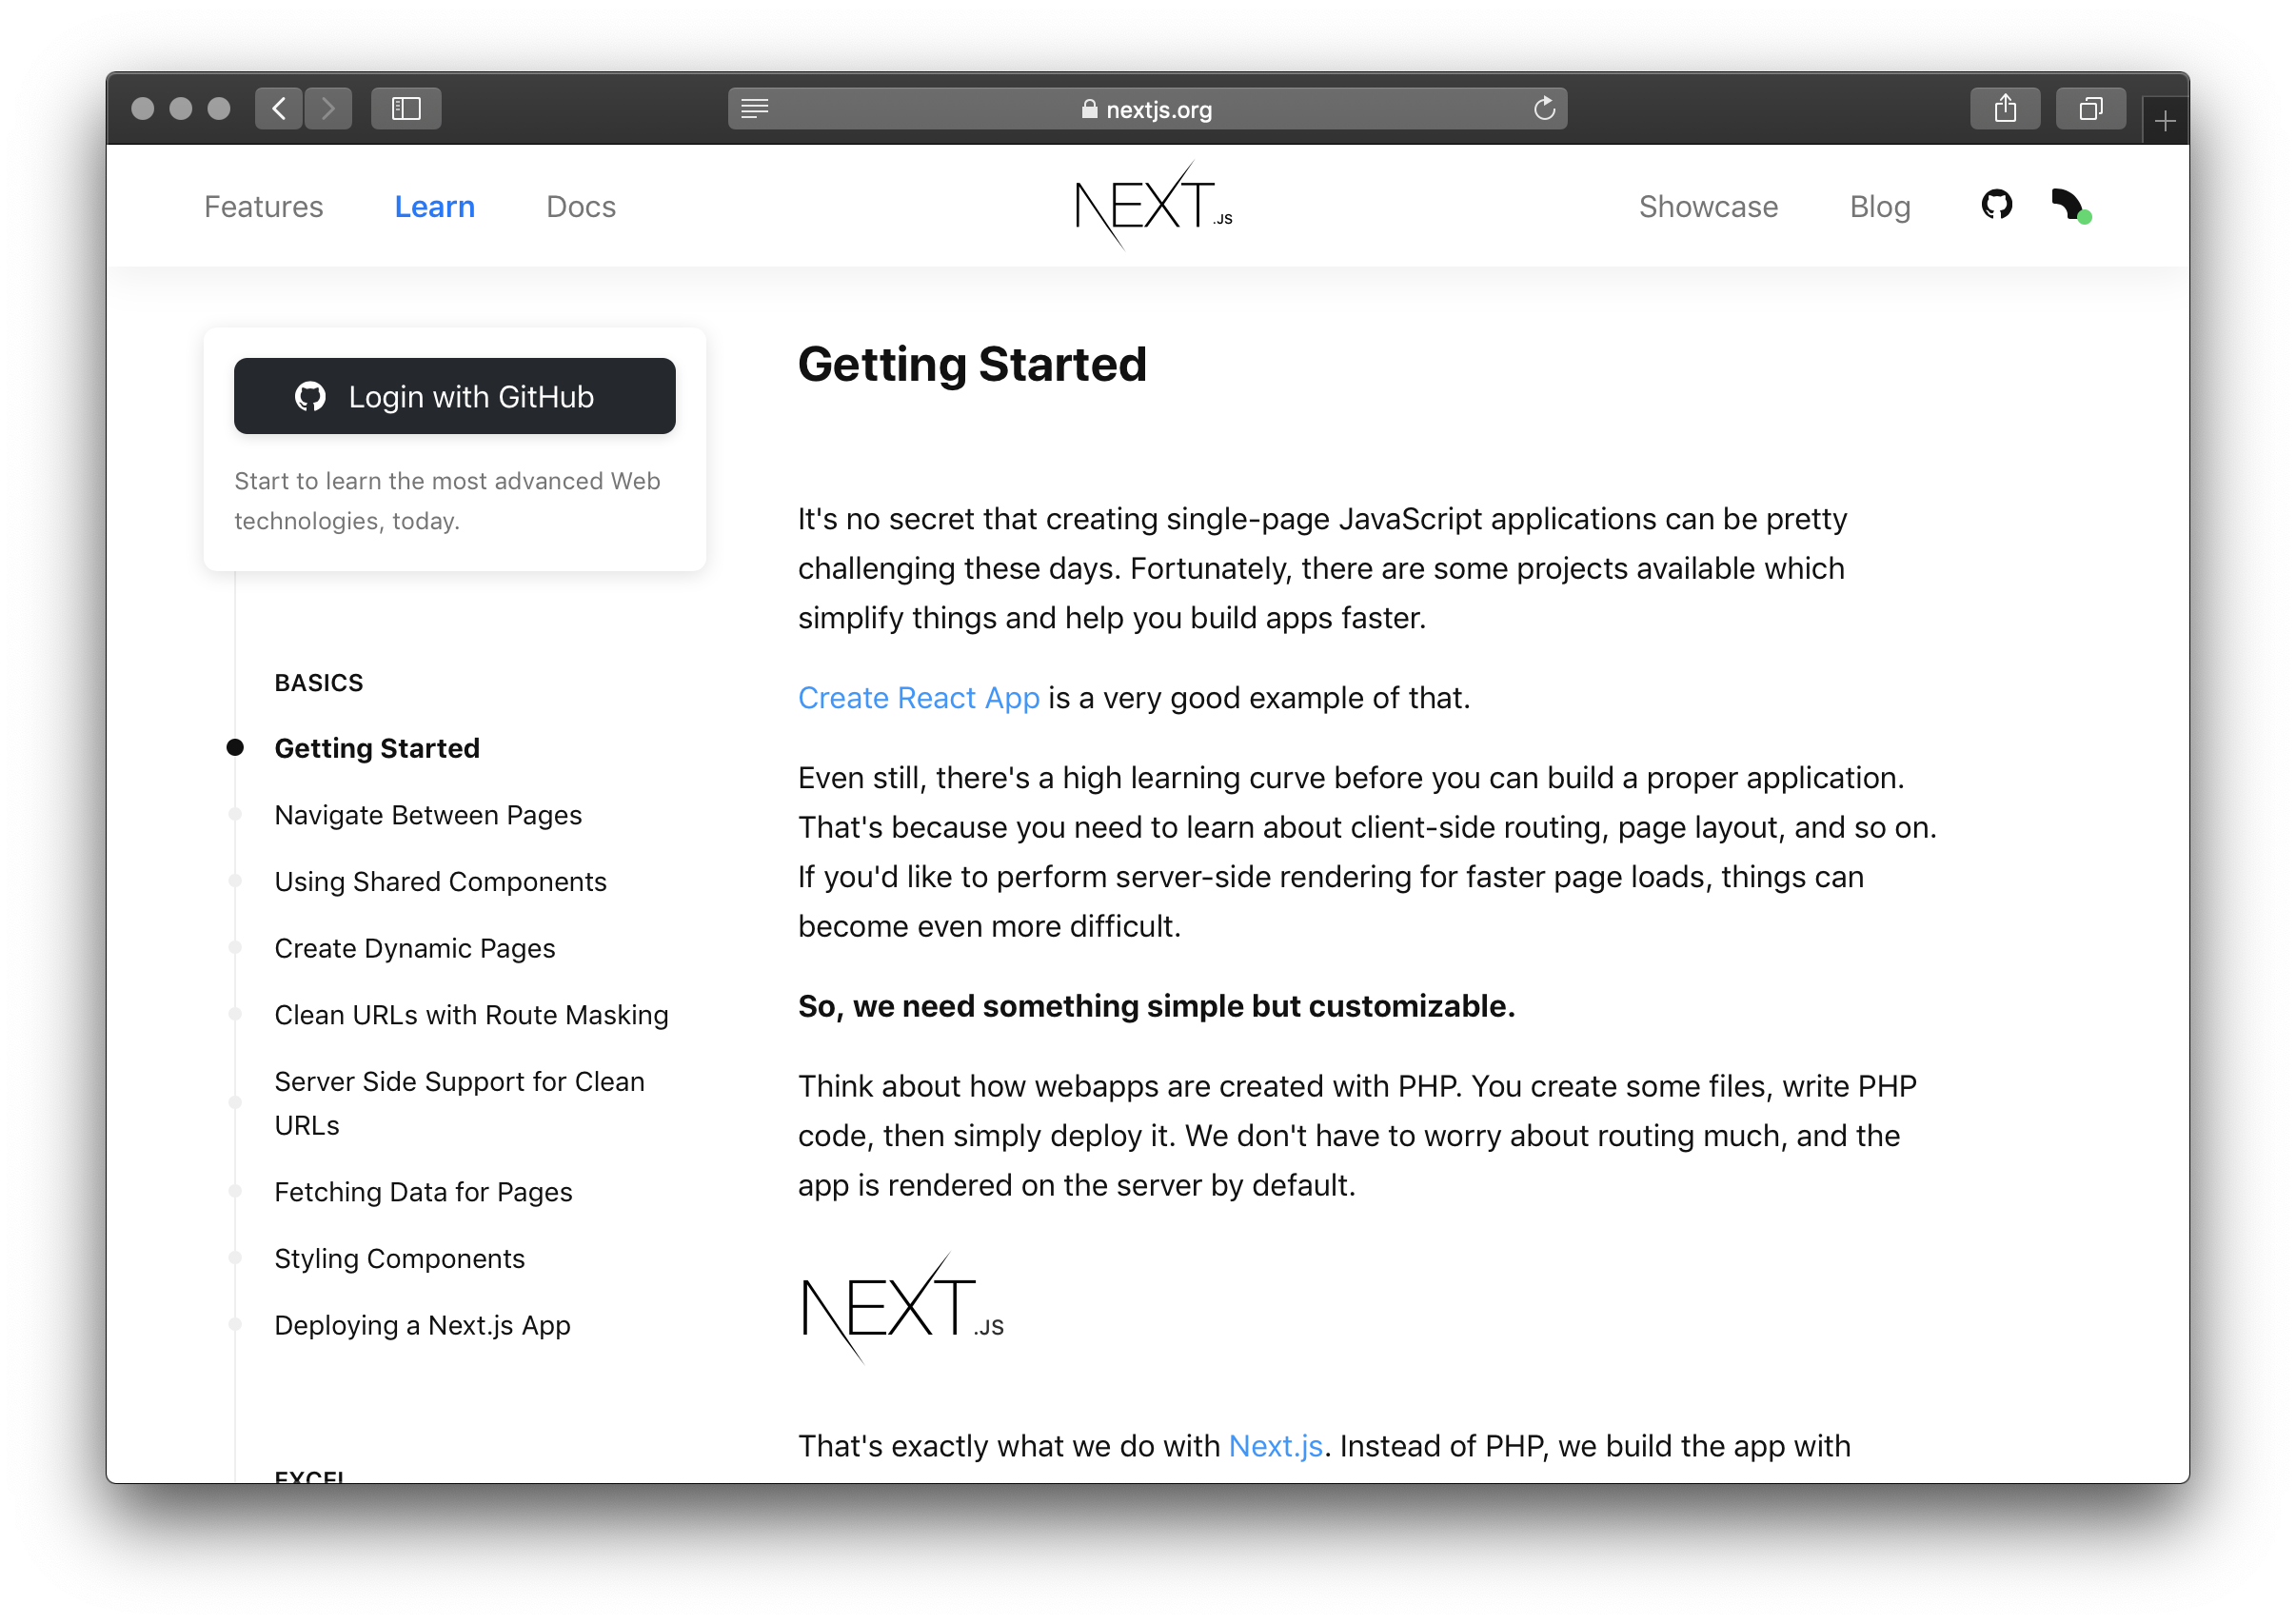 nextjs.org
Features
Learn
Docs
NEXT.JS
Showcase
Blog
Login with GitHub
Start to learn the most advanced Web
technologies, today.
BASICS
Getting Started
Navigate Between Pages
Using Shared Components
Create Dynamic Pages
Clean URLs with Route Masking
Server Side Support for Clean
URLs
Fetching Data for Pages
Styling Components
Deploying a Next.js App
EXCEL
Getting Started
It's no secret that creating single-page JavaScript applications can be pretty
challenging these days. Fortunately, there are some projects available which
simplify things and help you build apps faster.
Create React App is a very good example of that.
Even still, there's a high learning curve before you can build a proper application.
That's because you need to learn about client-side routing, page layout, and so on.
If you'd like to perform server-side rendering for faster page loads, things can
become even more difficult.
So, we need something simple but customizable.
Think about how webapps are created with PHP. You create some files, write PHP
code, then simply deploy it. We don't have to worry about routing much, and the
app is rendered on the server by default.
NEXT.JS
That's exactly what we do with Next.js. Instead of PHP, we build the app with